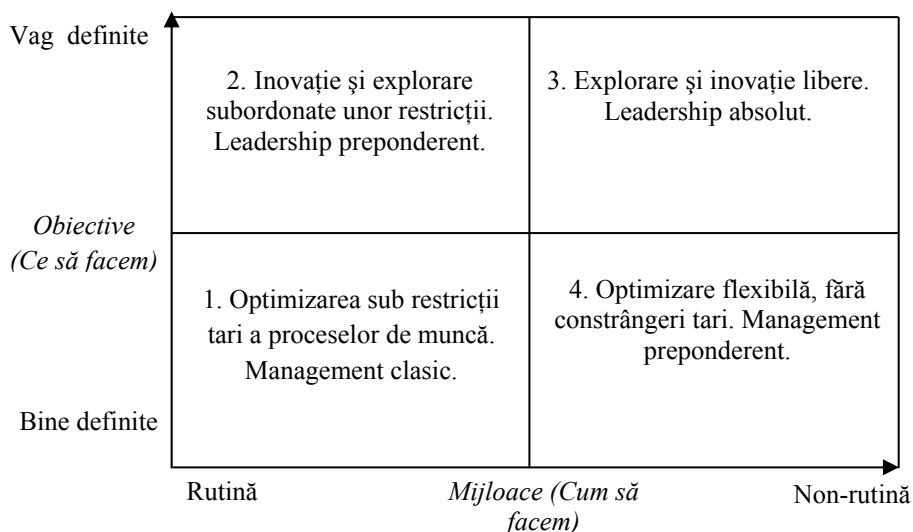 Vag definite
2. Inovație şi explorare
subordonate unor restricții.
Leadership preponderent.
3. Explorare şi inovație libere.
Leadership absolut.
Obiective
(Ce să facem)
1. Optimizarea sub restricții
tari a proceselor de muncă.
Management clasic.
4. Optimizare flexibilă, fără
constrângeri tari. Management
preponderent.
Bine definite
Rutină
Mijloace (Cum să
facem)
Non-rutină